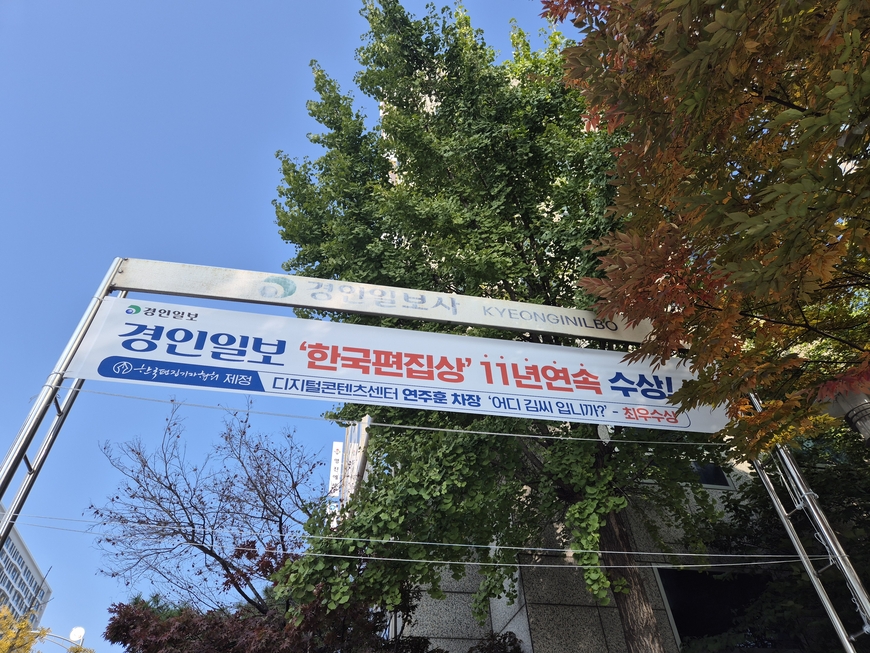 경인일보사 KYEONGINILBO
경인일보
경인일보 '한국편집상' 11년연속 수상!
한국편집기자협회 제정 디지털콘텐츠센터 연주훈 차장 '어디 김씨 입니까?' - 최우수상